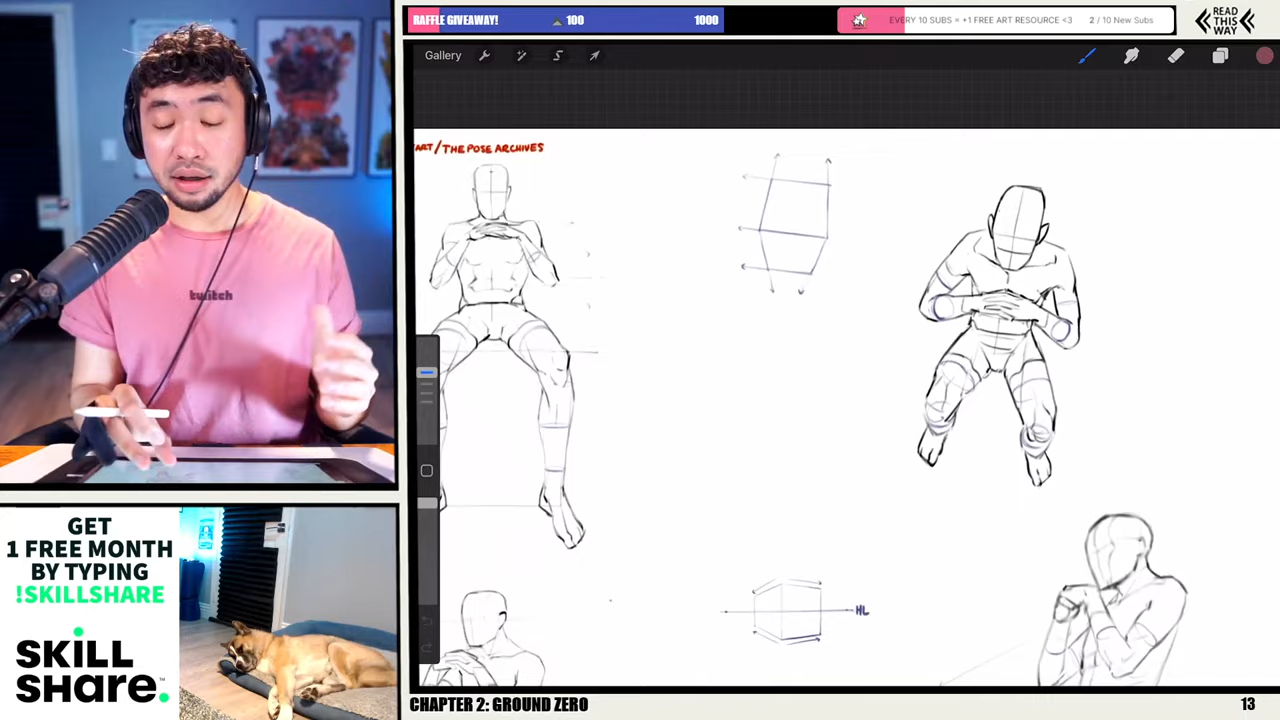 RAFFLE GIVEAWAY!
100
1000
EVERY 10 SUBS = +1 FREE ART RESOURCE <3
2 / 10 New Subs
READ
THIS
WAY
Gallery
ART/THE POSE ARCHIVES
twitch
HL
GET
1 FREE MONTH
BY TYPING
!SKILLSHARE
SKILL
SHARE.
CHAPTER 2: GROUND ZERO
13